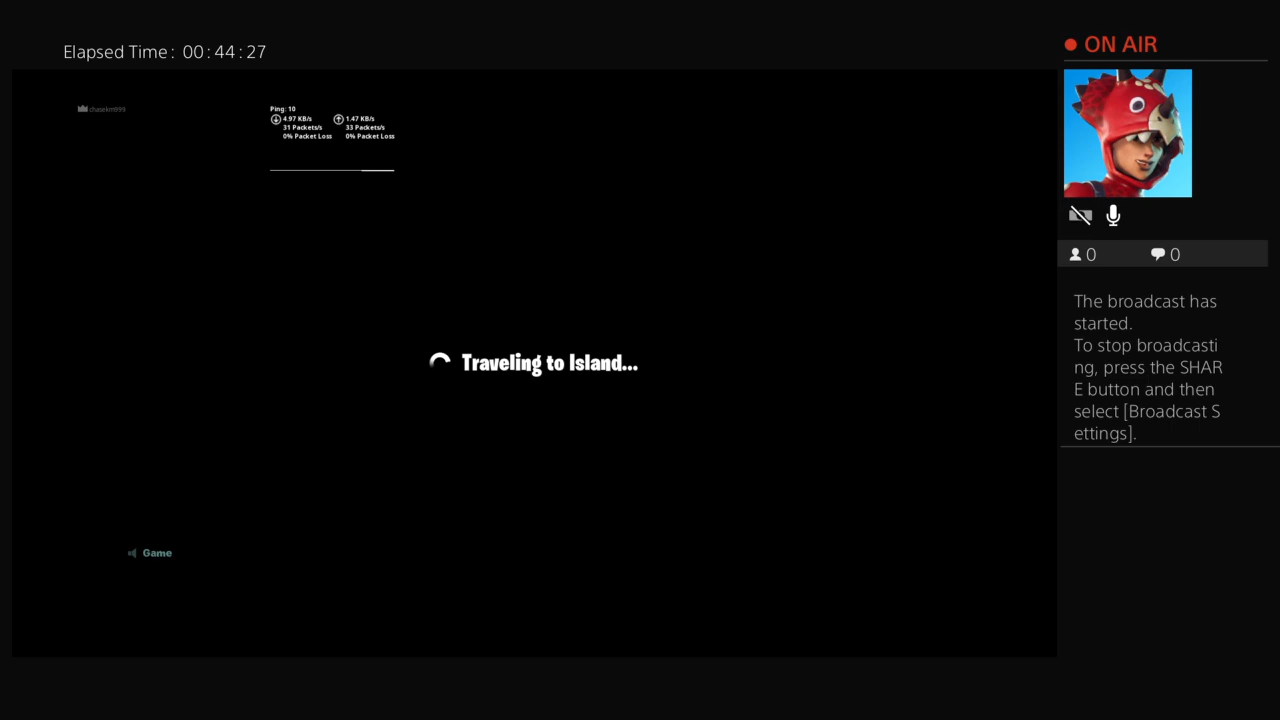 Elapsed Time: 00:44:27
ON AIR
chasekm999
Ping: 10
4.97 KB/s 1.47 KB/s
31 Packets/s 33 Packets/s
0% Packet Loss 0% Packet Loss
0 0
The broadcast has
started.
To stop broadcasti
ng, press the SHAR
E button and then
select [Broadcast S
ettings].
Traveling to Island...
Game